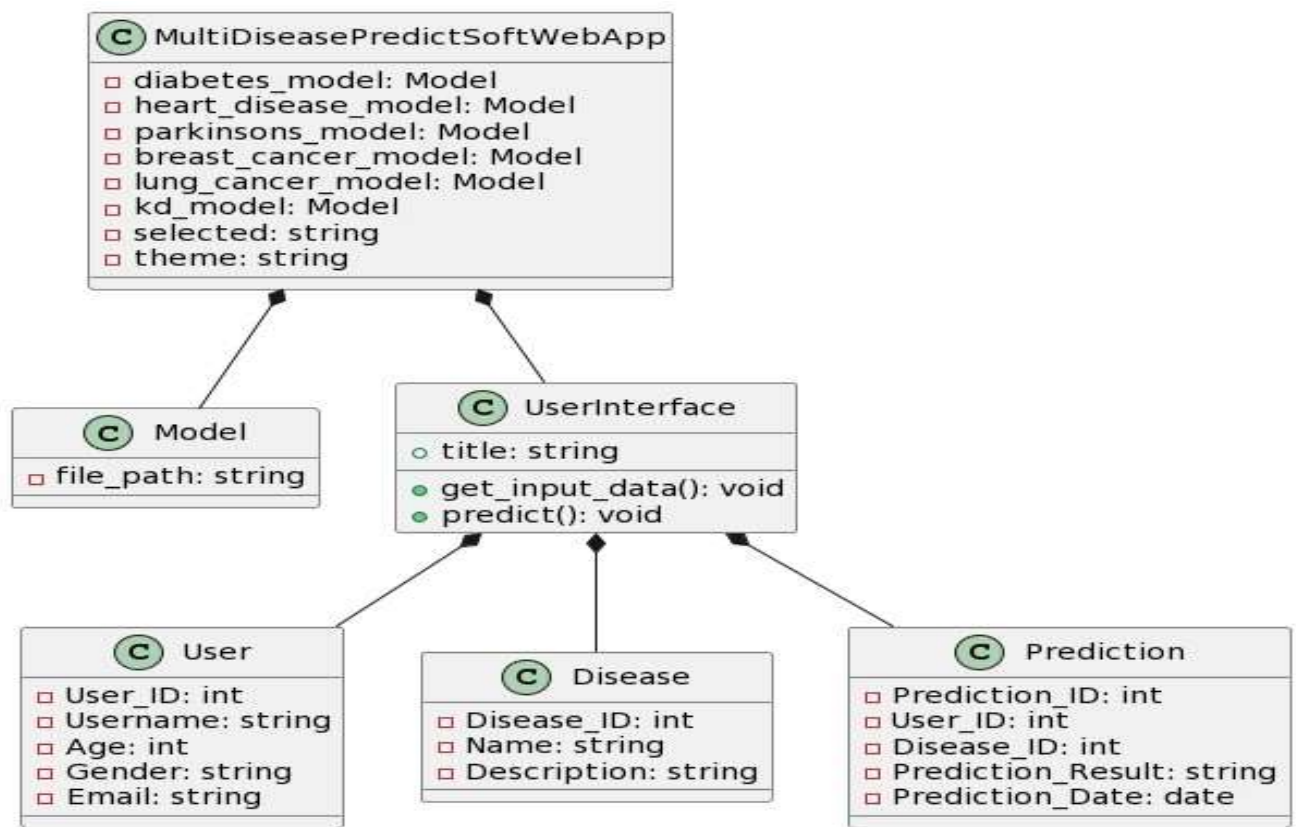 C MultiDiseasePredictSoftWebApp
diabetes_model: Model
heart_disease_model: Model
parkinsons_model: Model
breast_cancer_model: Model
lung_cancer_model: Model
kd_model: Model
selected: string
theme: string
C Model
file_path: string
C UserInterface
title: string
get_input_data(): void
predict(): void
C User
User_ID: int
Username: string
Age: int
Gender: string
Email: string
C Disease
Disease_ID: int
Name: string
Description: string
C Prediction
Prediction_ID: int
User_ID: int
Disease_ID: int
Prediction_Result: string
Prediction_Date: date